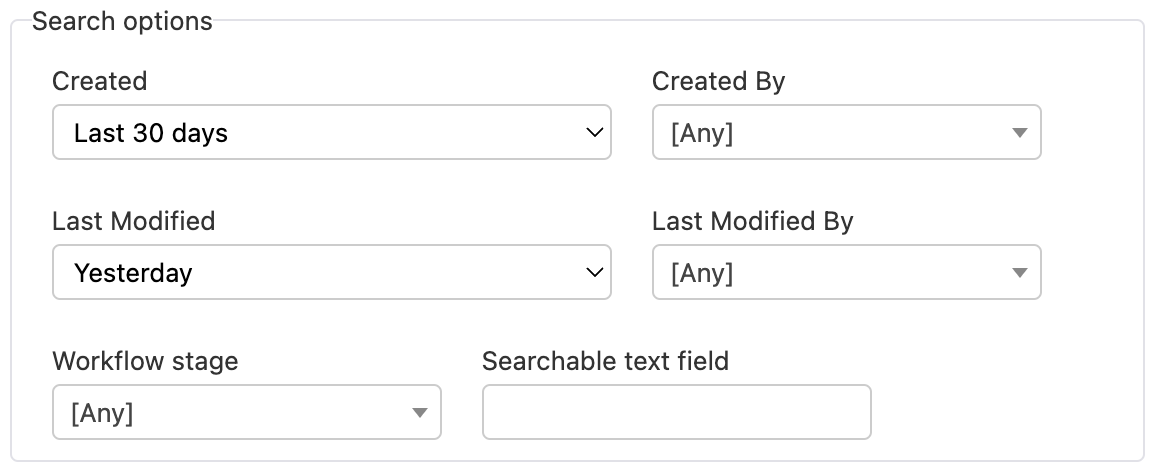 Search options
Created
Created By
Last 30 days
[Any]
Last Modified
Last Modified By
Yesterday
[Any]
Workflow stage
Searchable text field
[Any]